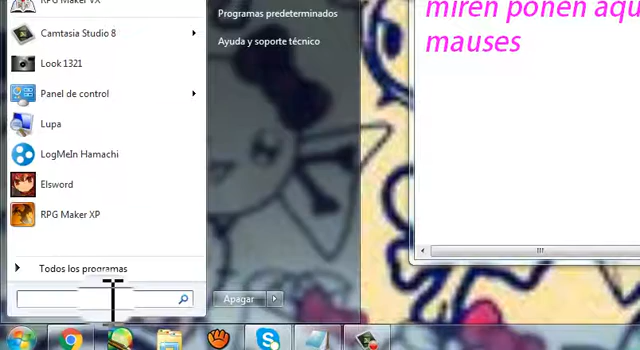 RPG Maker VX
Camtasia Studio 8
Look 1321
Panel de control
Lupa
LogMeIn Hamachi
Elsword
RPG Maker XP
Todos los programas
Programas predeterminados
Ayuda y soporte técnico
Apagar
miren ponen aqu
mauses